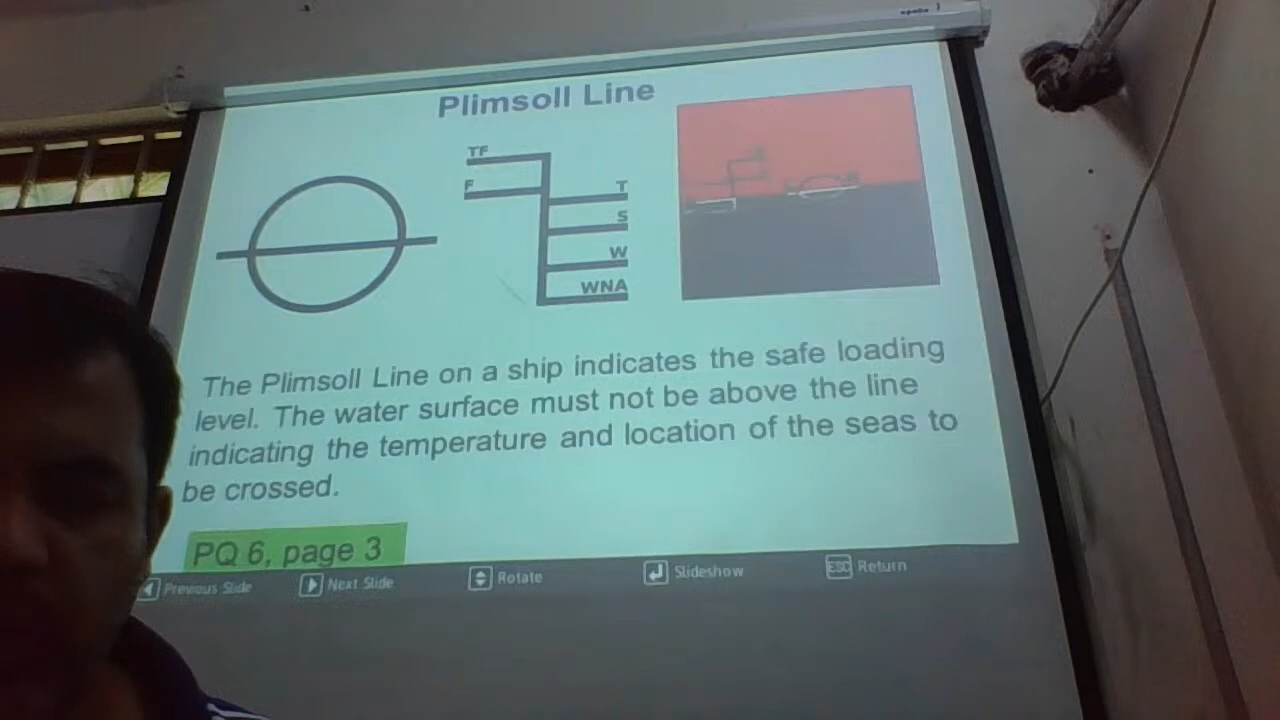 Plimsoll Line
TF
F
T
S
W
WNA
The Plimsoll Line on a ship indicates the safe loading
level. The water surface must not be above the line
indicating the temperature and location of the seas to
be crossed.
PQ 6, page 3
Previous Slide
Next Slide
Rotate
Slideshow
ESC Return